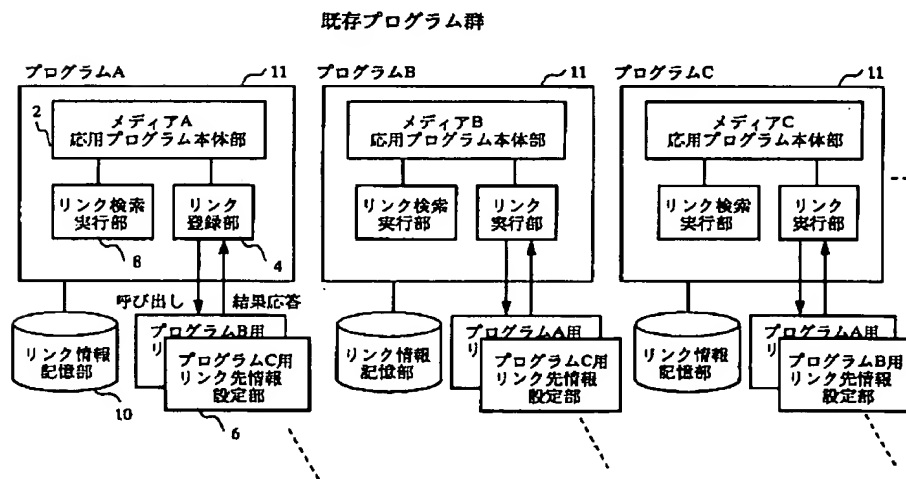 既存プログラム群
プログラムA
11
プログラムB
11
プログラムC
11
2
メディアA
応用プログラム本体部
メディアB
応用プログラム本体部
メディアC
応用プログラム本体部
リンク検索
実行部
リンク
登録部
リンク検索
実行部
リンク
実行部
リンク検索
実行部
リンク
実行部
8
4
呼び出し
結果応答
リンク情報
記憶部
プログラムB用
リ
プログラムC用
リンク先情報
設定部
リンク情報
記憶部
プログラムA用
リ
プログラムC用
リンク先情報
設定部
リンク情報
記憶部
プログラムA用
リ
プログラムB用
リンク先情報
設定部
10
6